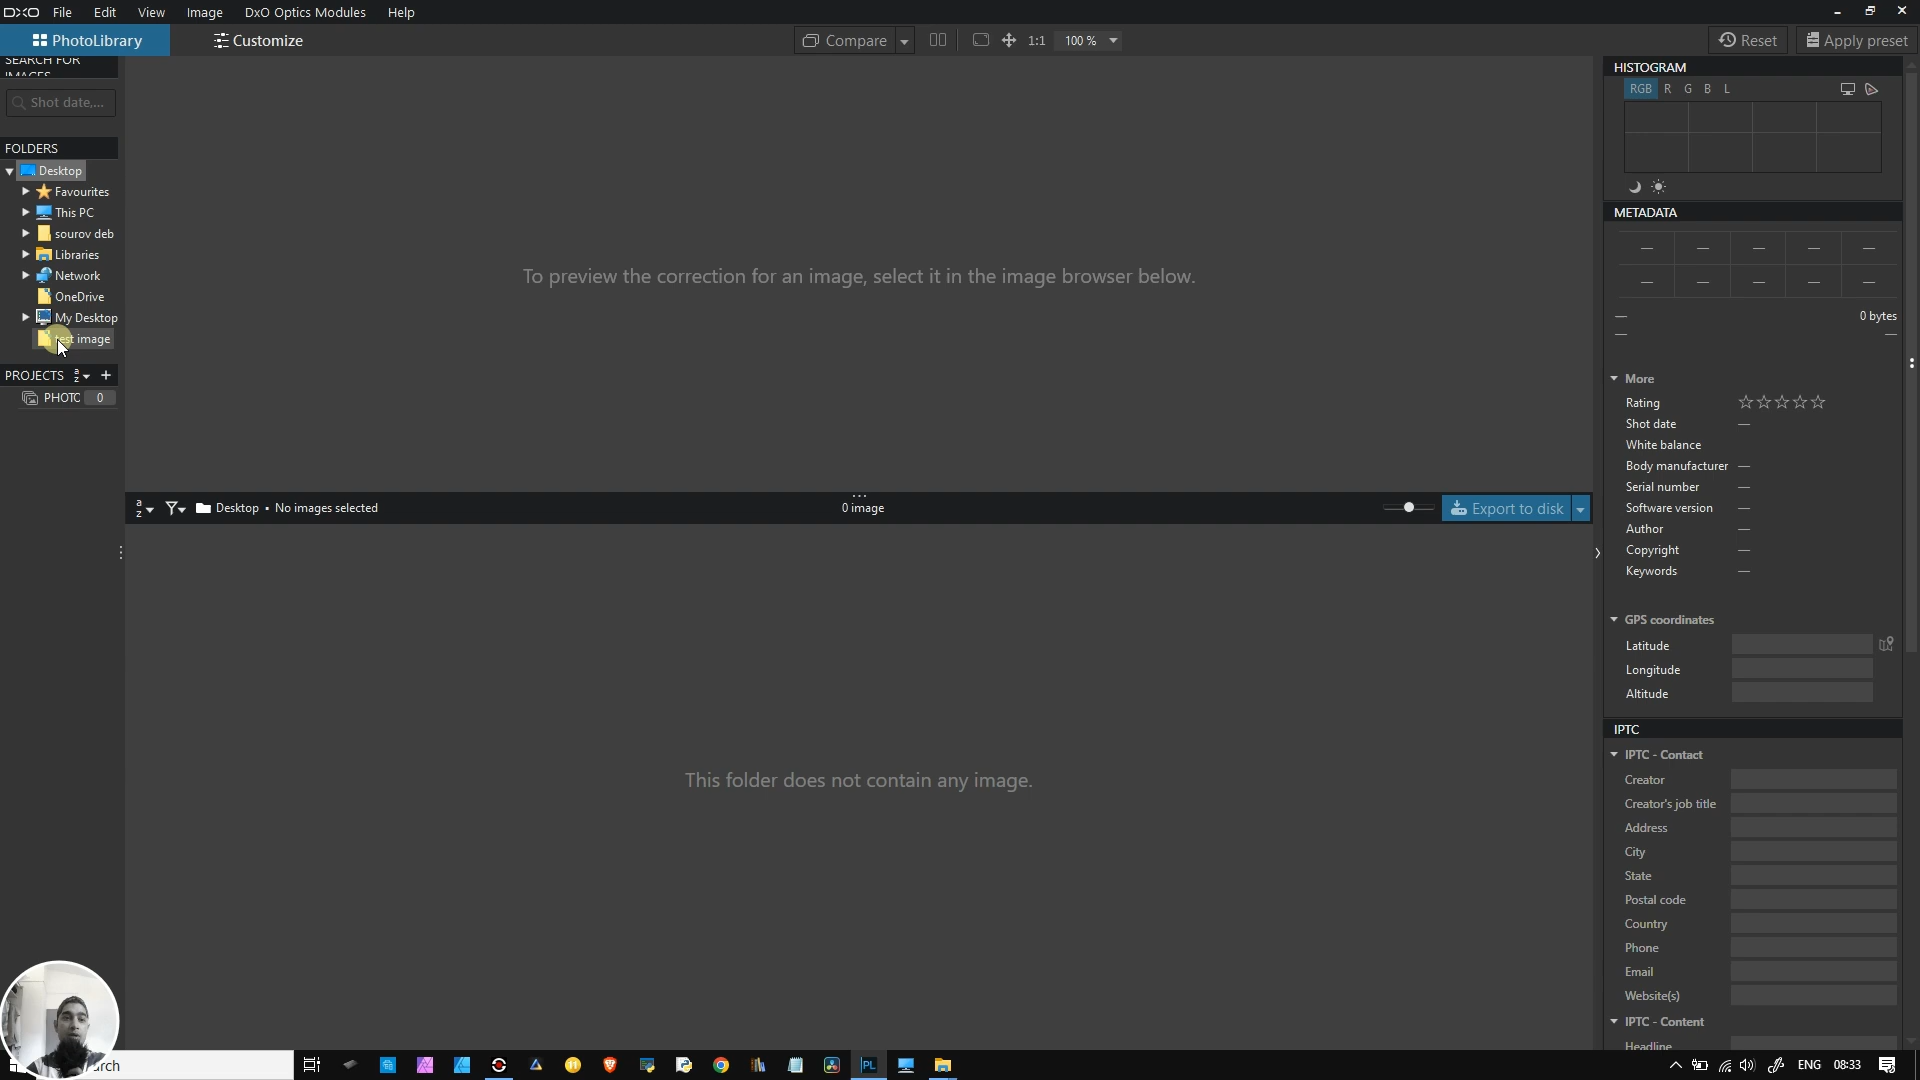 DXO File Edit View Image DxO Optics Modules Help
PhotoLibrary Customize Compare 1:1 100 % Reset Apply preset
SEARCH FOR
IMAGES
Shot date,...
FOLDERS
Desktop
Favourites
This PC
sourov deb
Libraries
Network
OneDrive
My Desktop
test image
PROJECTS
PHOTC 0
To preview the correction for an image, select it in the image browser below.
Desktop • No images selected 0 image Export to disk
This folder does not contain any image.
HISTOGRAM
RGB R G B L
METADATA
— — — — —
— — — — —
— 0 bytes
— —
More
Rating
Shot date —
White balance
Body manufacturer —
Serial number —
Software version —
Author —
Copyright —
Keywords —
GPS coordinates
Latitude
Longitude
Altitude
IPTC
IPTC - Contact
Creator
Creator's job title
Address
City
State
Postal code
Country
Phone
Email
Website(s)
IPTC - Content
Headline
PL ENG 08:33